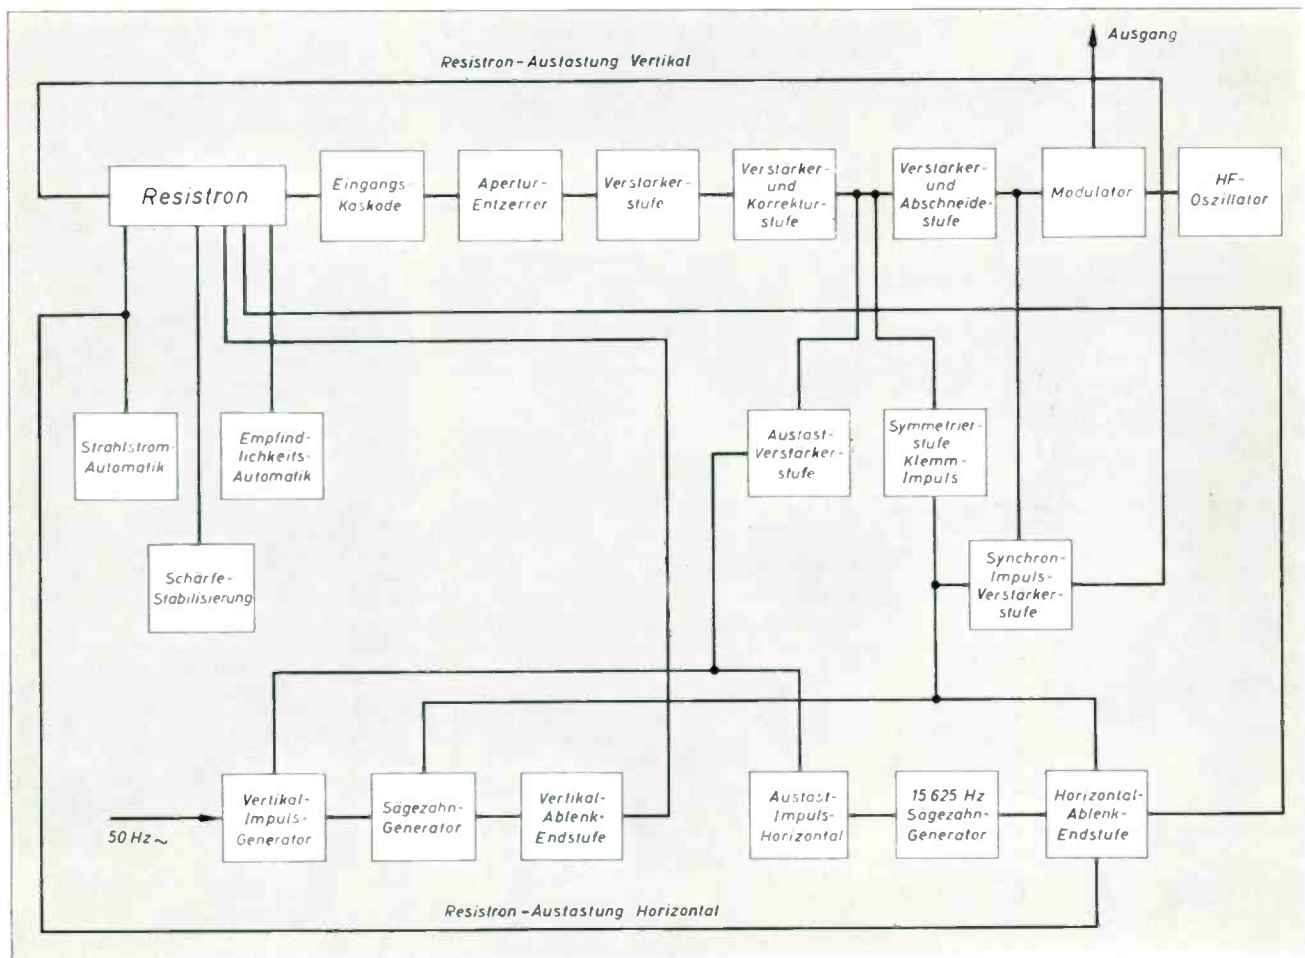 Ausgang
Resistron-Austastung Vertikal
Resistron
Eingangs-
Kaskode
Apertur-
Entzerrer
Verstärker-
stufe
Verstärker-
und
Korrektur-
stufe
Verstärker-
und
Abschneide-
stufe
Modulator
HF-
Oszillator
Strahlstrom-
Automatik
Empfind-
lichkeits-
Automatik
Austast-
Verstärker-
stufe
Symmetrier-
stufe
Klemm-
Impuls
Schärfe-
Stabilisierung
Synchron-
Impuls-
Verstärker-
stufe
50 Hz ~
Vertikal-
Impuls-
Generator
Sägezahn-
Generator
Vertikal-
Ablenk-
Endstufe
Austast-
Impuls-
Horizontal
15 625 Hz
Sägezahn-
Generator
Horizontal-
Ablenk-
Endstufe
Resistron-Austastung Horizontal